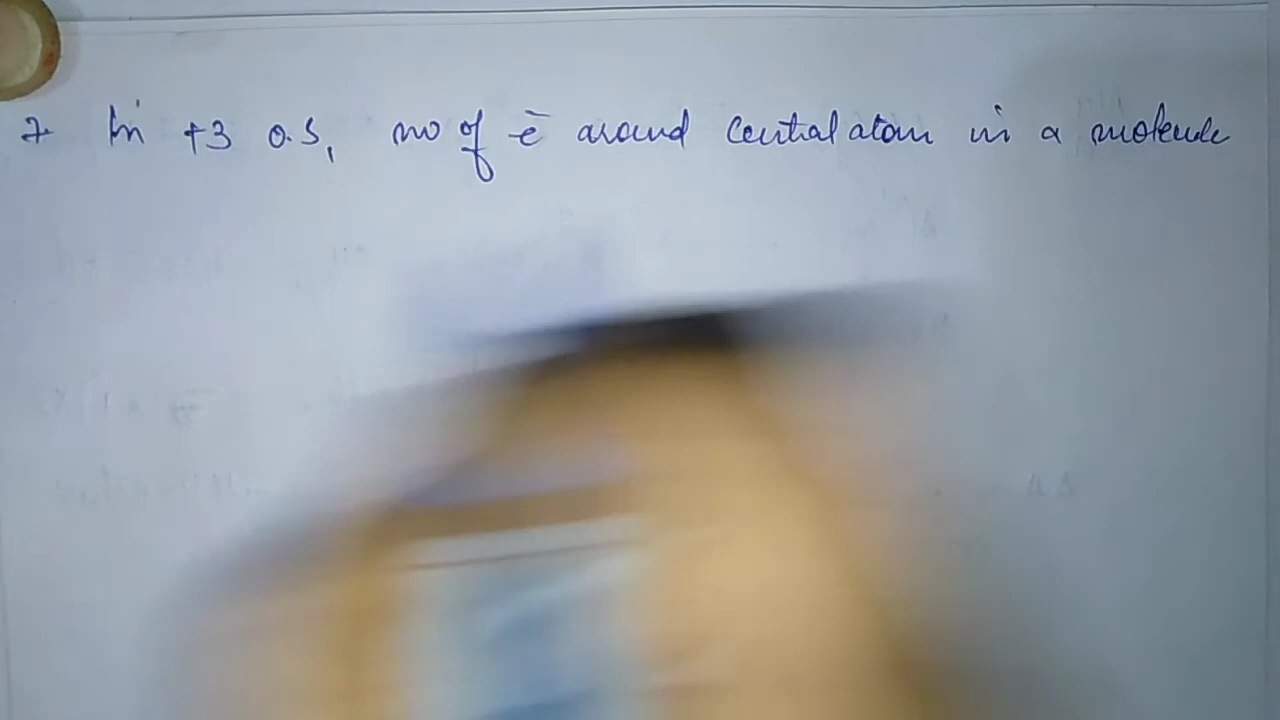 7. In +3 O.S, no of ē around Central atom in a molecule